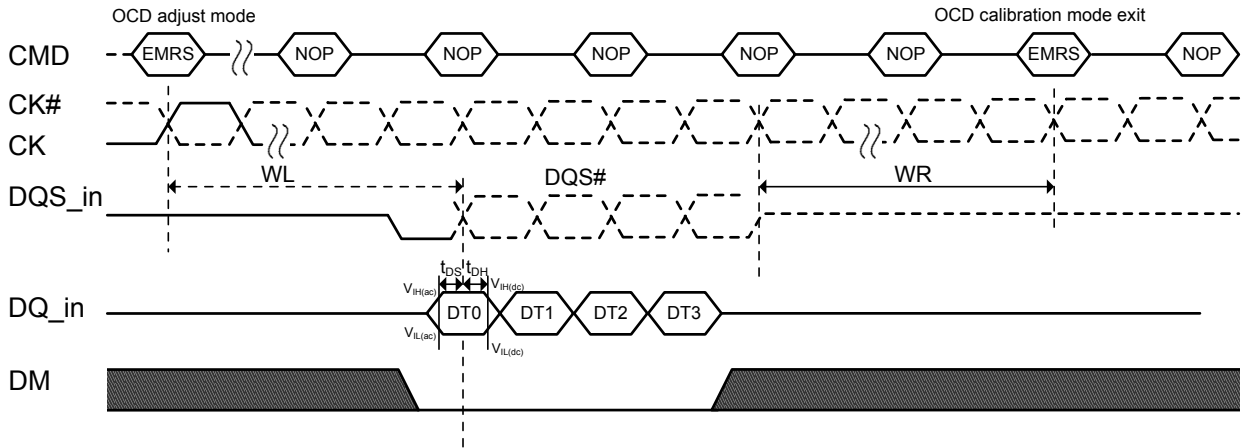 OCD adjust mode
OCD calibration mode exit
CMD
EMRS NOP NOP NOP NOP NOP EMRS NOP
CK#
CK
WL
DQS#
WR
DQS_in
tDS tDH
VIH(ac) VIH(dc)
DQ_in
DT0 DT1 DT2 DT3
VIL(ac)
VIL(dc)
DM